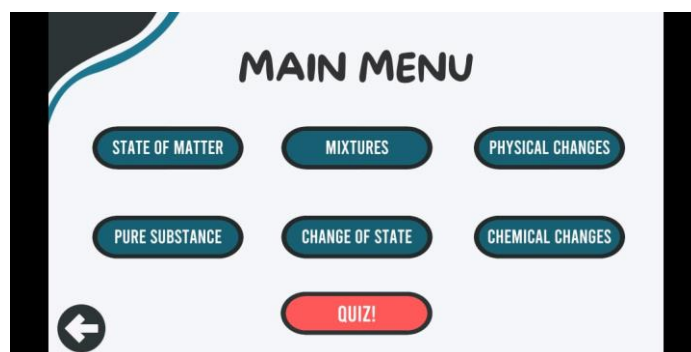 MAIN MENU
STATE OF MATTER
MIXTURES
PHYSICAL CHANGES
PURE SUBSTANCE
CHANGE OF STATE
CHEMICAL CHANGES
QUIZ!